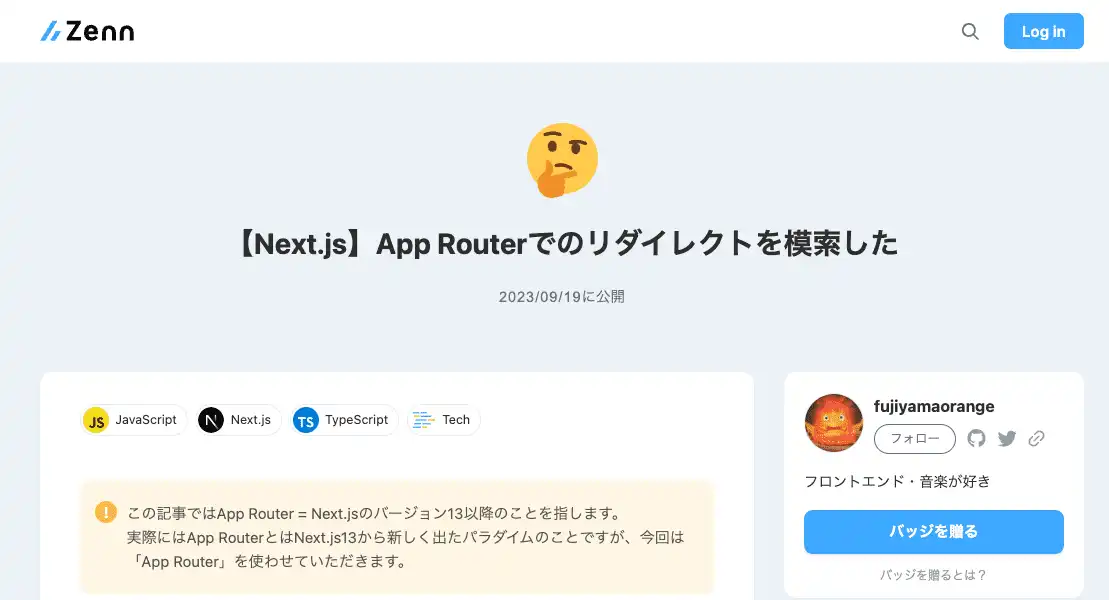 Zenn
Log in
【Next.js】App Routerでのリダイレクトを模索した
2023/09/19に公開
JS JavaScript
N Next.js
TS TypeScript
Tech
! この記事ではApp Router = Next.jsのバージョン13以降のことを指します。
実際にはApp RouterとはNext.js13から新しく出たパラダイムのことですが、今回は
「App Router」を使わせていただきます。
fujiyamaorange
フォロー
フロントエンド・音楽が好き
バッジを贈る
バッジを贈るとは？